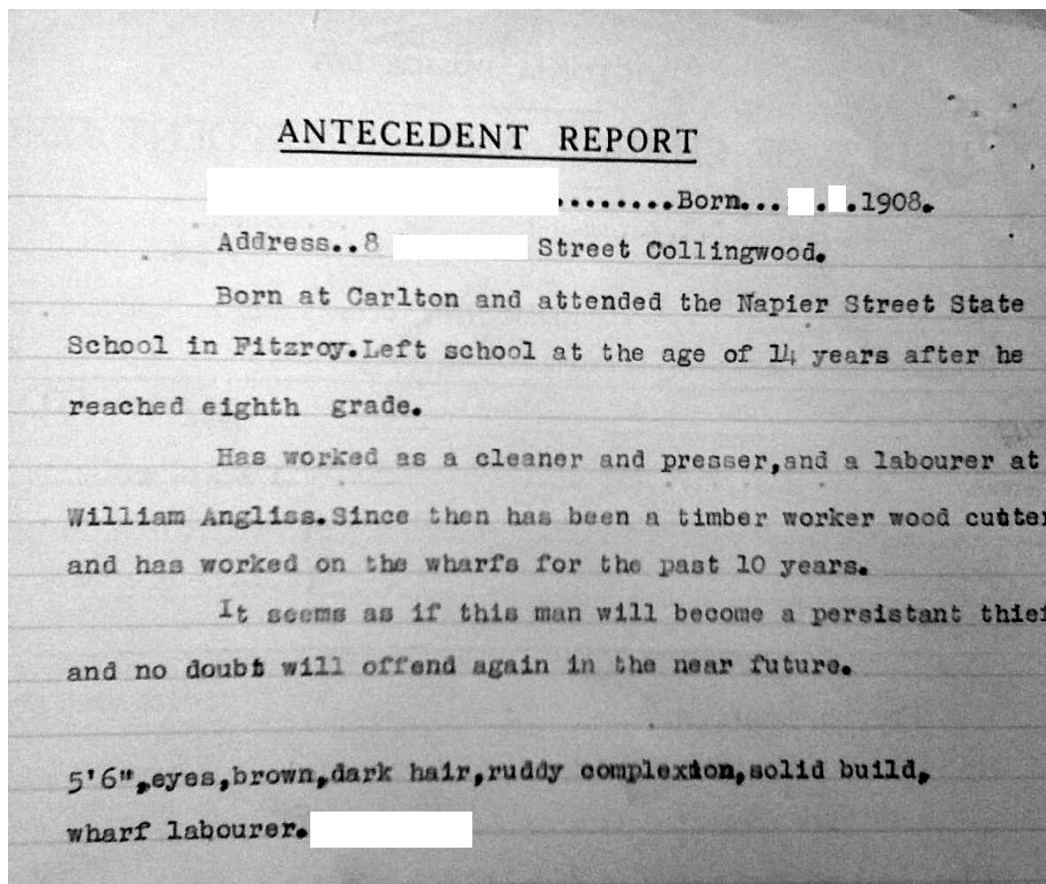 ANTECEDENT REPORT
........Born... . .1908.
Address..8 Street Collingwood.
Born at Carlton and attended the Napier Street State
School in Fitzroy.Left school at the age of 14 years after he
reached eighth grade.
Has worked as a cleaner and presser,and a labourer at
William Angliss.Since then has been a timber worker wood cutter
and has worked on the wharfs for the past 10 years.
It seems as if this man will become a persistant thief
and no doubt will offend again in the near future.
5'6",eyes,brown,dark hair,ruddy complexion,solid build,
wharf labourer.